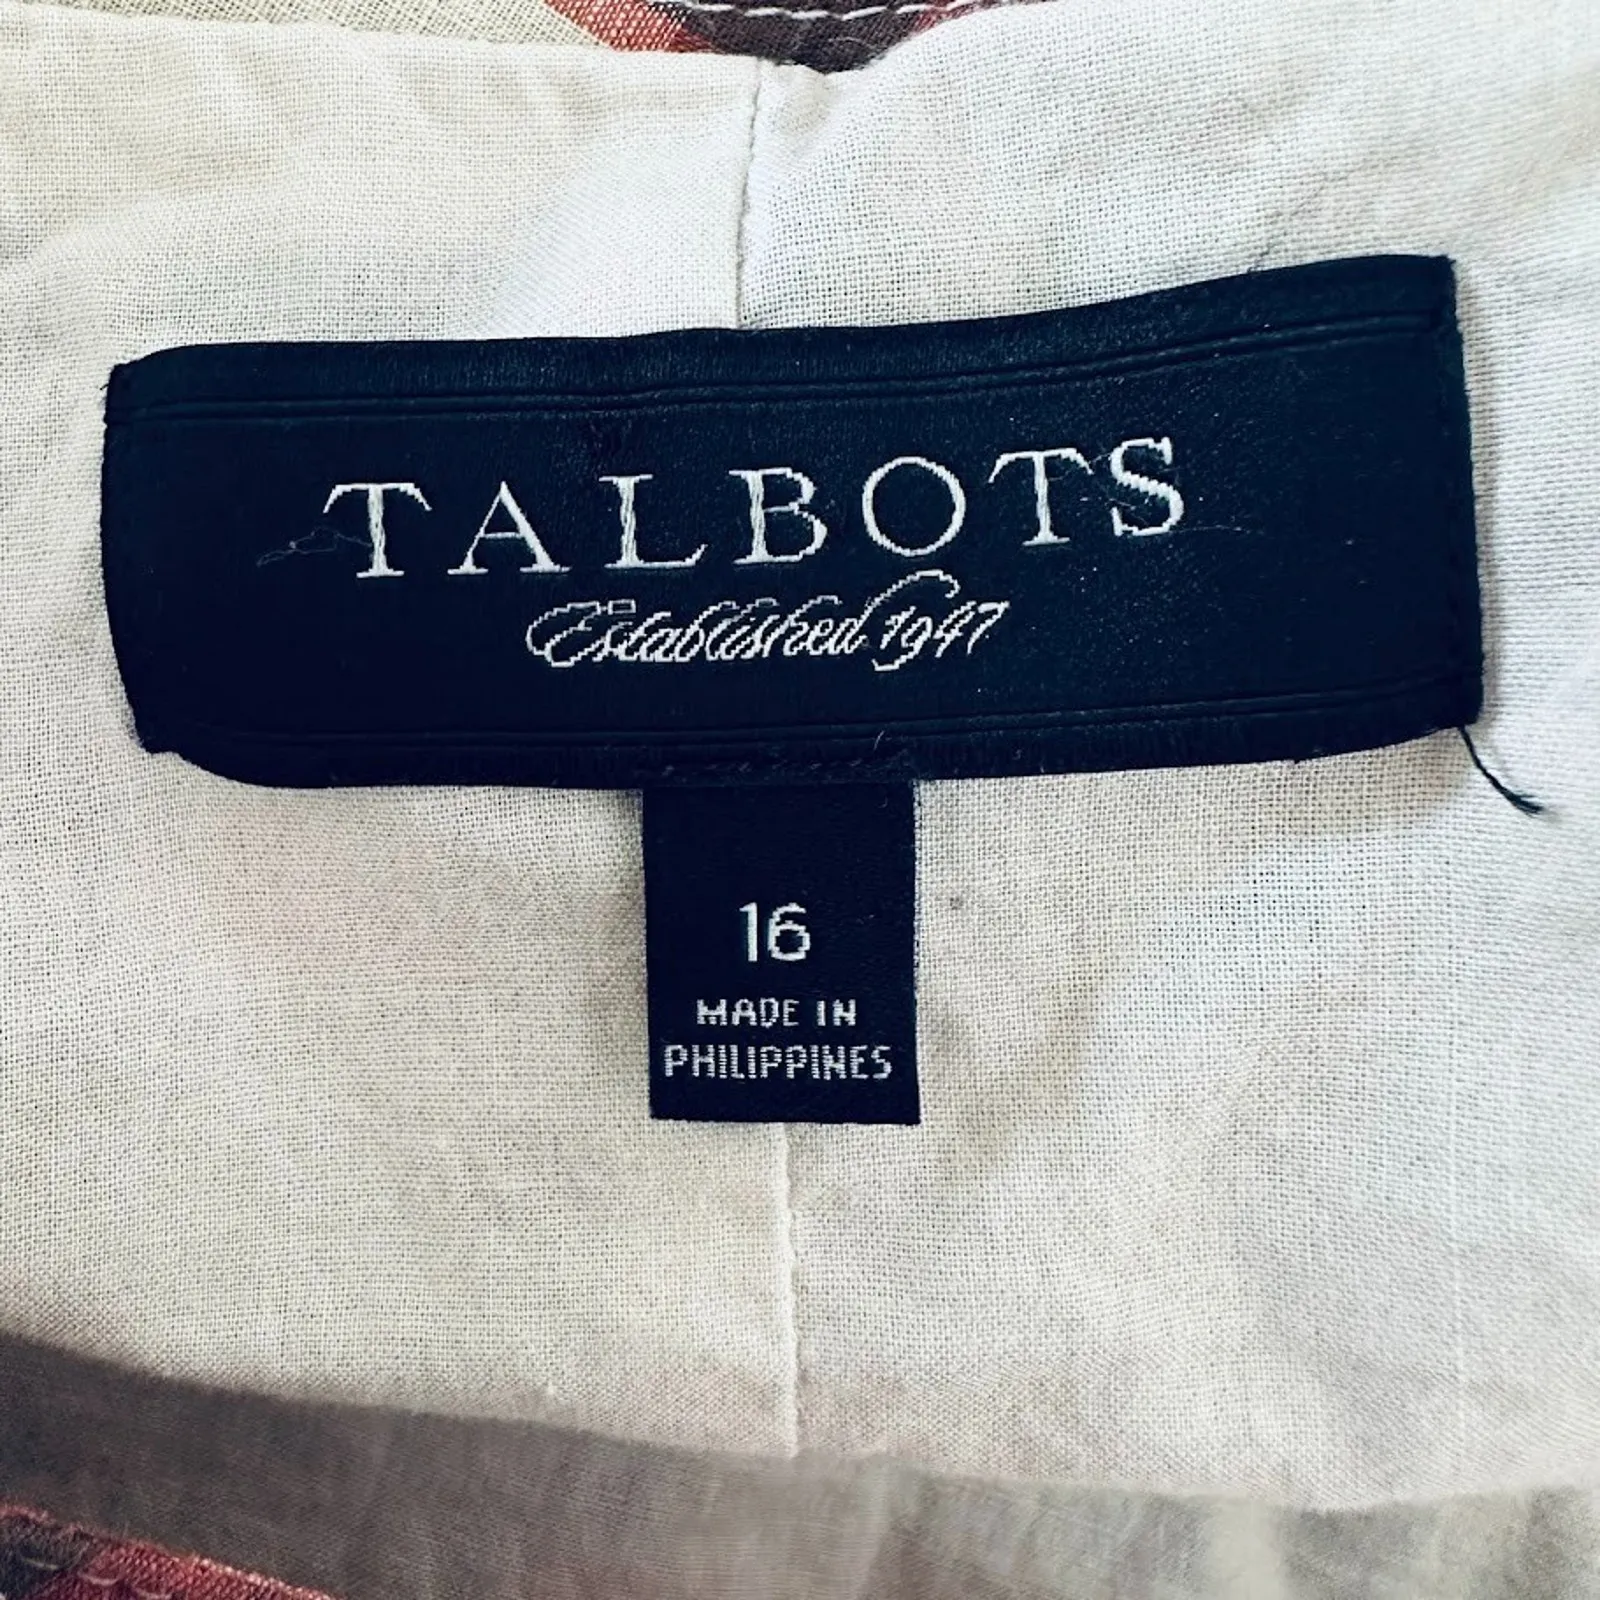 TALBOTS
Established 1947
16
MADE IN
PHILIPPINES